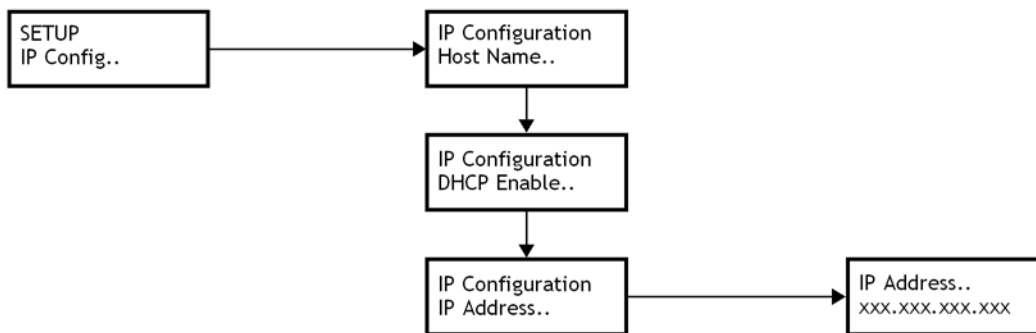 SETUP
IP Config..
IP Configuration
Host Name..
IP Configuration
DHCP Enable..
IP Configuration
IP Address..
IP Address..
xxx.xxx.xxx.xxx